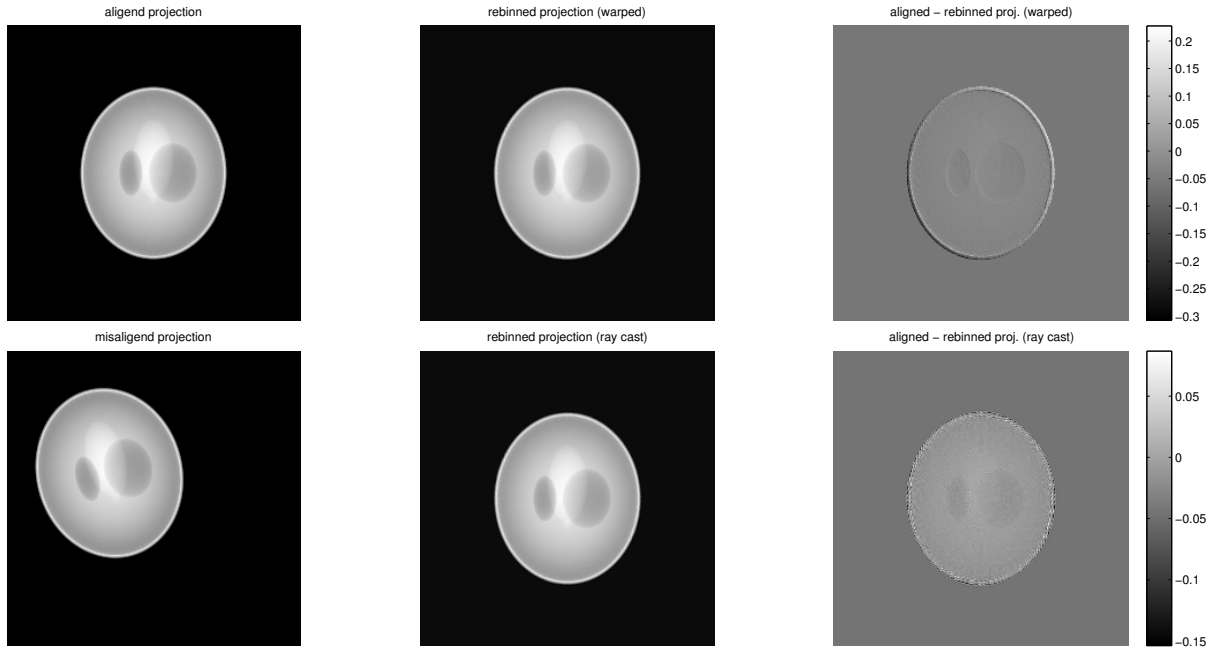 aligend projection
rebinned projection (warped)
aligned − rebinned proj. (warped)
0.2
0.15
0.1
0.05
0
−0.05
−0.1
−0.15
−0.2
−0.25
−0.3
misaligend projection
rebinned projection (ray cast)
aligned − rebinned proj. (ray cast)
0.05
0
−0.05
−0.1
−0.15